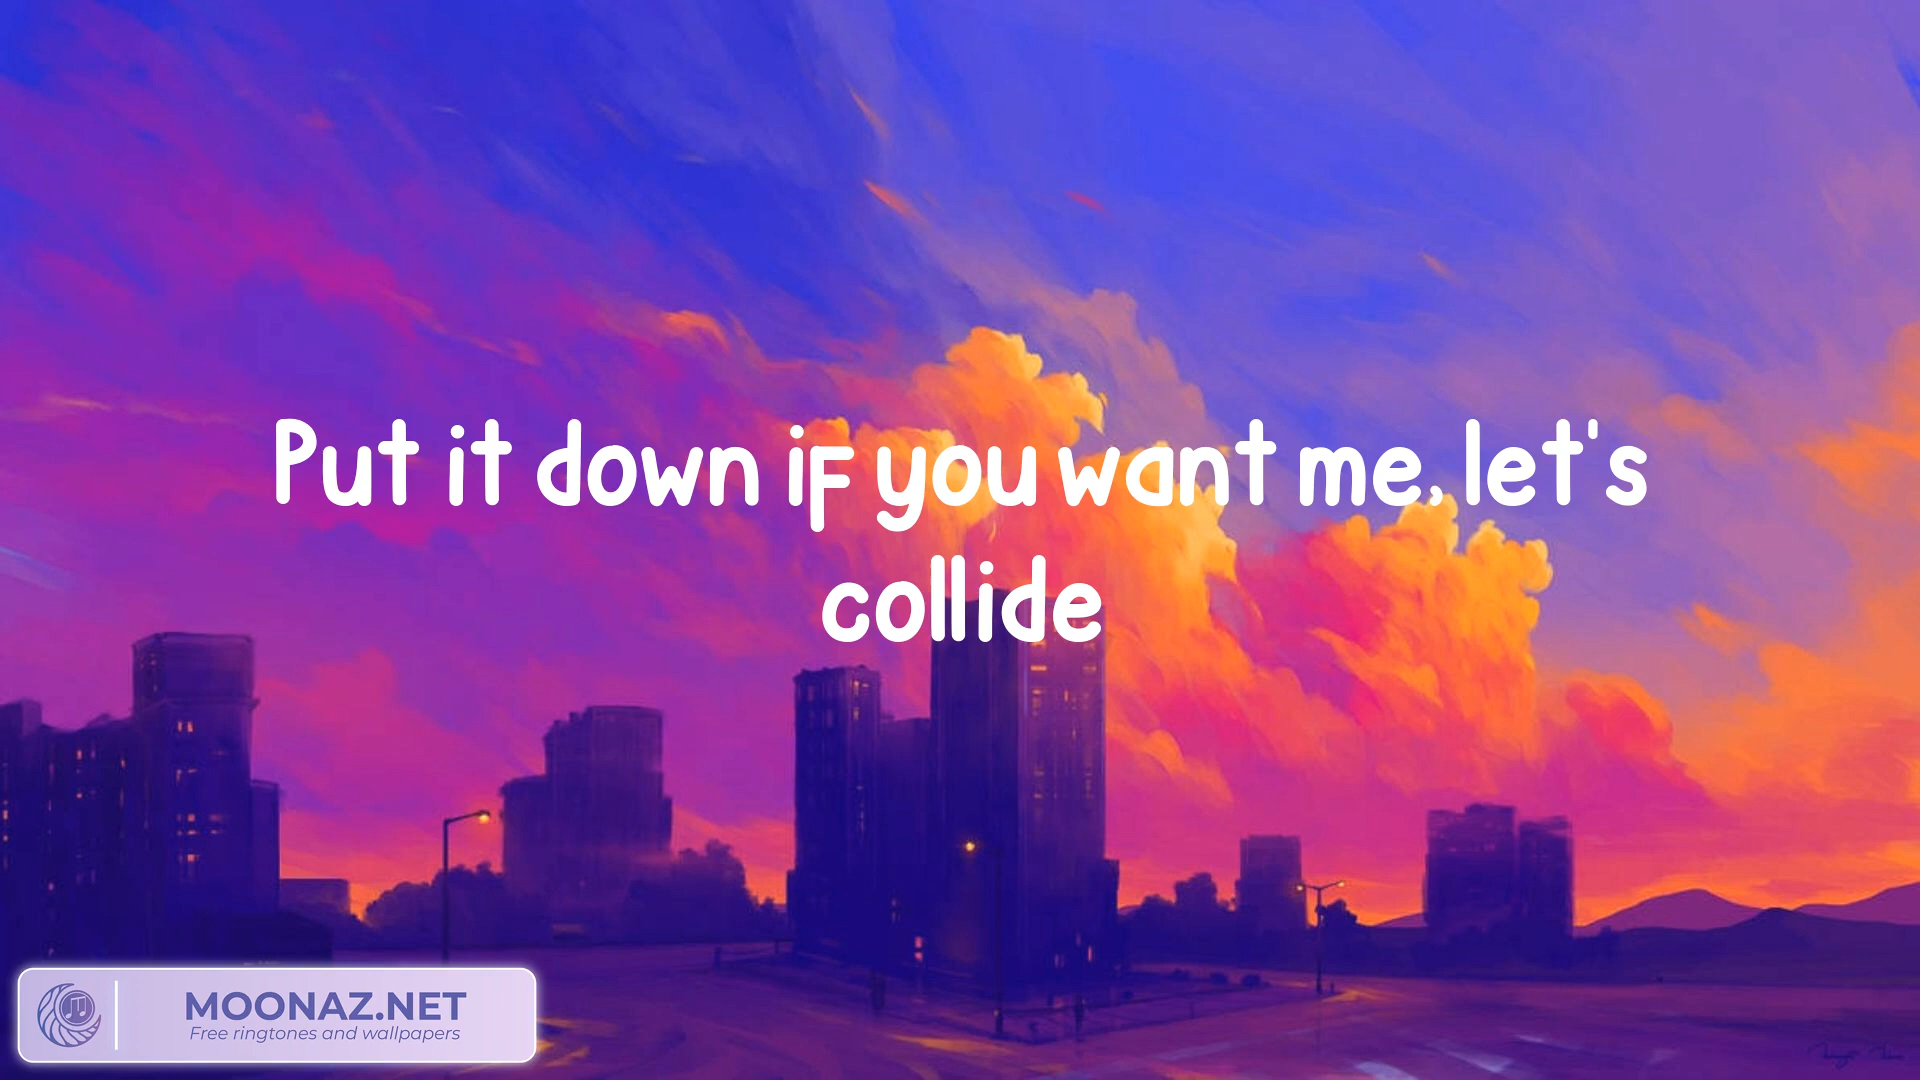 Put it down if you want me, let's
collide
MOONAZ.NET
Free ringtones and wallpapers